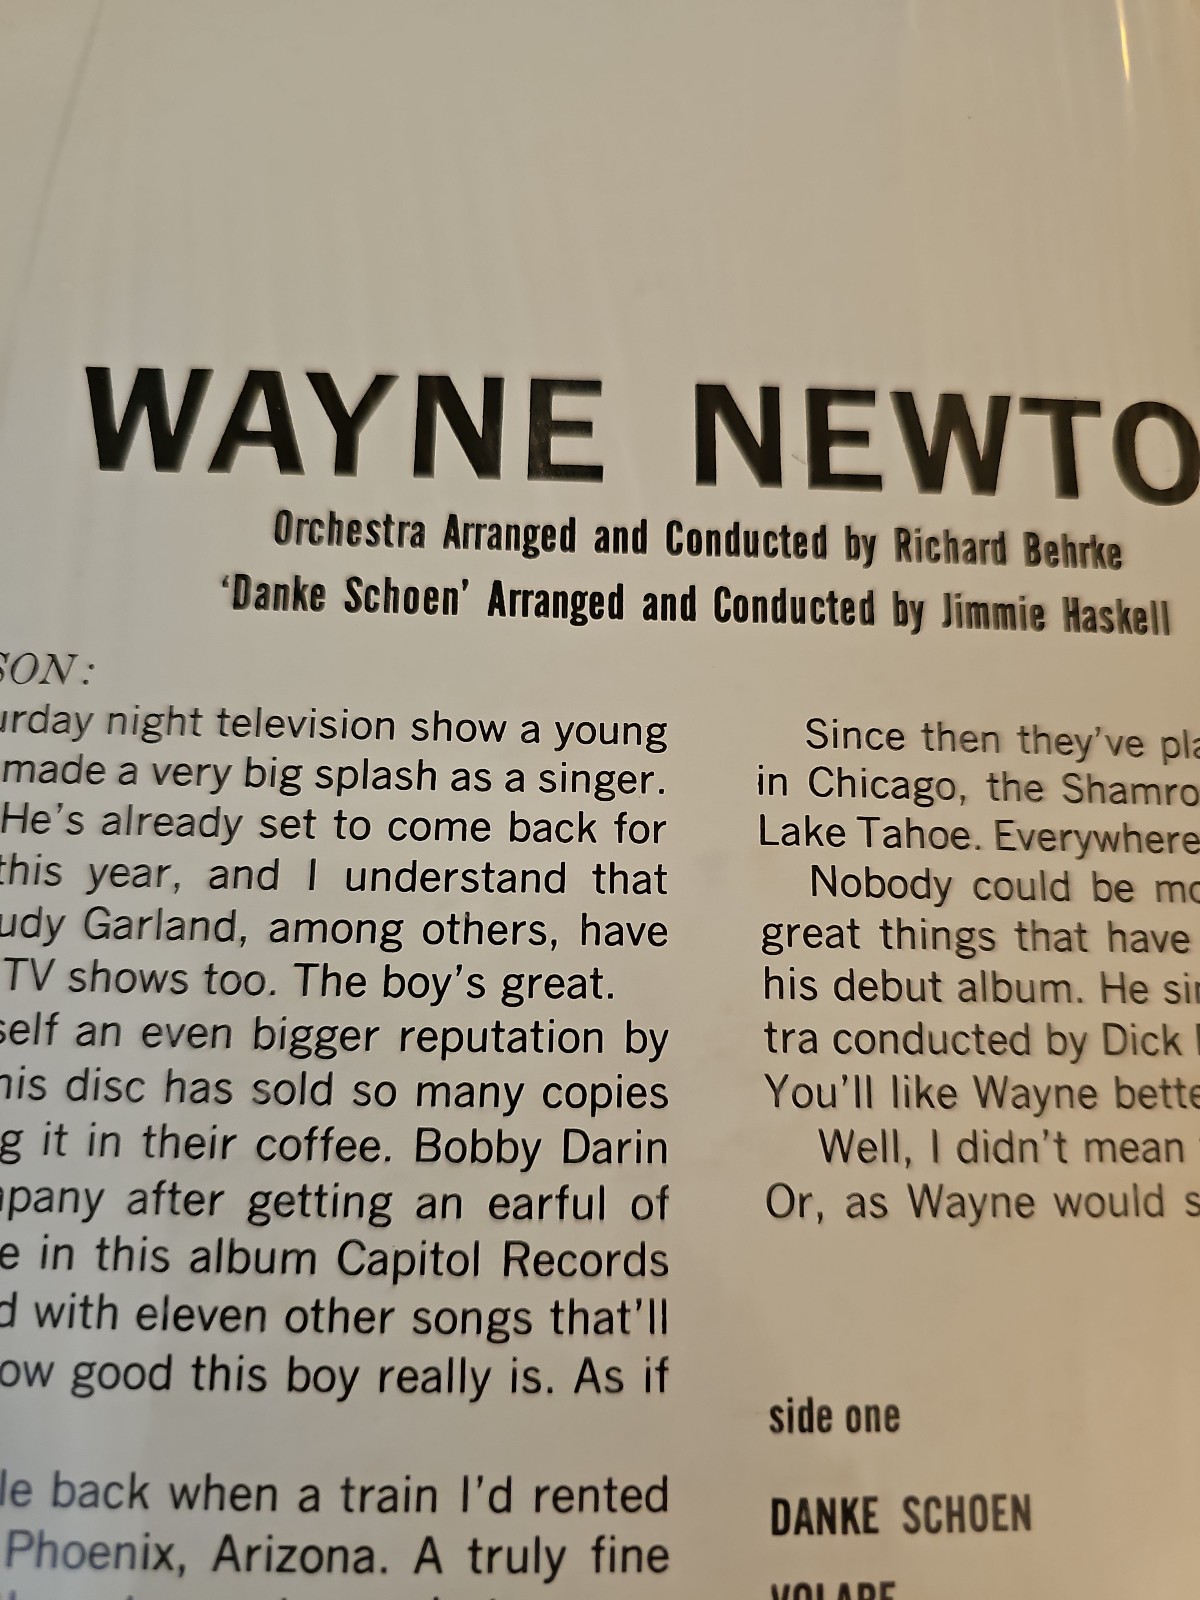 WAYNE NEWTO
Orchestra Arranged and Conducted by Richard Behrke
'Danke Schoen' Arranged and Conducted by Jimmie Haskell
SON:
urday night television show a young
made a very big splash as a singer.
He's already set to come back for
this year, and I understand that
udy Garland, among others, have
TV shows too. The boy's great.
self an even bigger reputation by
his disc has sold so many copies
g it in their coffee. Bobby Darin
mpany after getting an earful of
e in this album Capitol Records
d with eleven other songs that'll
ow good this boy really is. As if
le back when a train I'd rented
Phoenix, Arizona. A truly fine
Since then they've pla
in Chicago, the Shamro
Lake Tahoe. Everywhere
Nobody could be mo
great things that have
his debut album. He sin
tra conducted by Dick
You'll like Wayne bette
Well, I didn't mean
Or, as Wayne would s
side one
DANKE SCHOEN
VOLARE